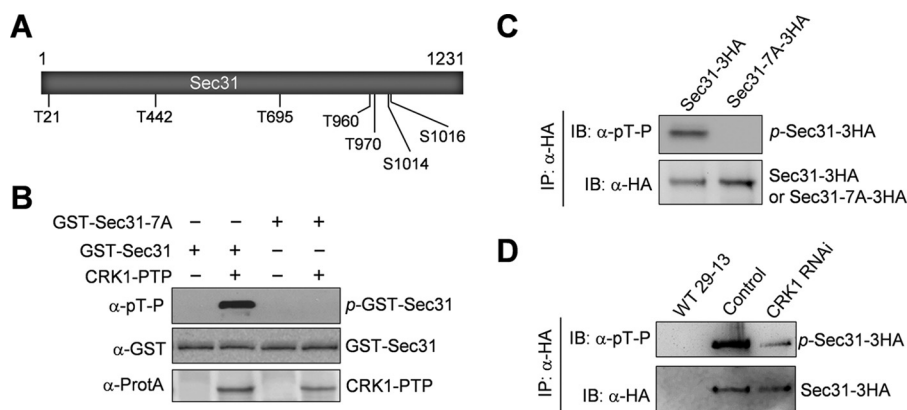 A
1 1231
Sec31
T21 T442 T695 T960 T970 S1014 S1016
B
GST-Sec31-7A – – + +
GST-Sec31 + + – –
CRK1-PTP – + – +
α-pT-P p-GST-Sec31
α-GST GST-Sec31
α-ProtA CRK1-PTP
C
Sec31-3HA Sec31-7A-3HA
IP: α-HA
IB: α-pT-P p-Sec31-3HA
IB: α-HA Sec31-3HA
or Sec31-7A-3HA
D
WT 29-13 Control CRK1 RNAi
IP: α-HA
IB: α-pT-P p-Sec31-3HA
IB: α-HA Sec31-3HA